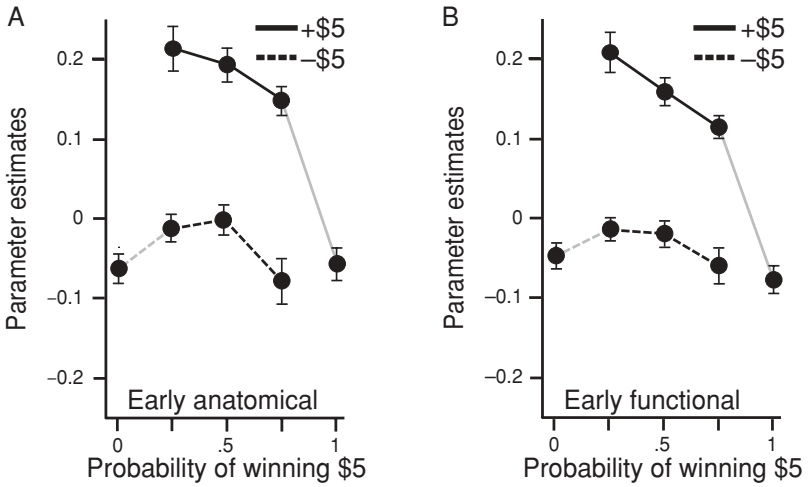 A
+$5
–$5
Parameter estimates
0.2
0.1
0
–0.1
–0.2
Early anatomical
0
.5
1
Probability of winning $5
B
+$5
–$5
Parameter estimates
0.2
0.1
0
–0.1
–0.2
Early functional
0
.5
1
Probability of winning $5